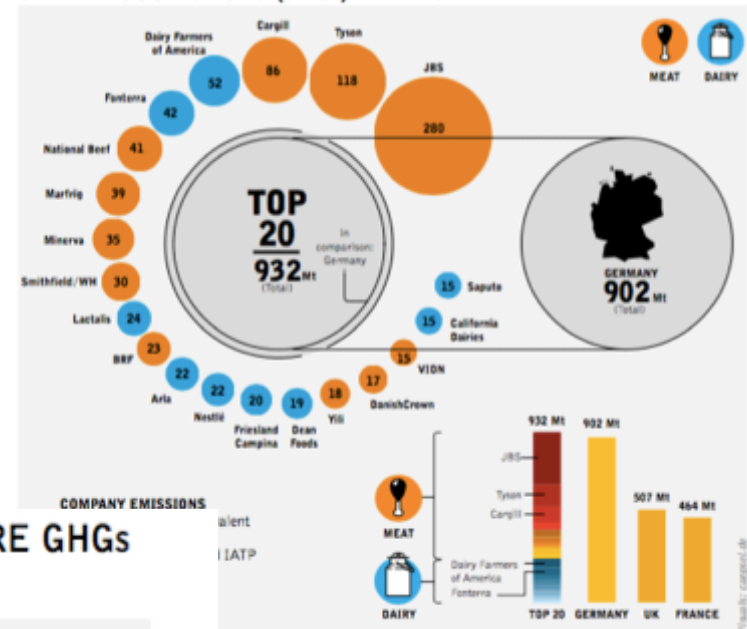 Cargill
Tyson
JBS
Dairy Farmers
of America
Fonterra
National Beef
Marfrig
Minerva
Smithfield/WH
Lactalis
BRF
Arla
Nestlé
Friesland
Campina
Dean
Foods
Yili
DanishCrown
VION
California
Dairies
Saputo
86
118
280
52
42
41
39
35
30
24
23
22
22
20
19
18
17
15
15
15
MEAT
DAIRY
TOP
20
932 Mt
(Total)
In
comparison:
Germany
GERMANY
902 Mt
(Total)
COMPANY EMISSIONS
alent
IATP
RE GHGs
932 Mt
902 Mt
507 Mt
464 Mt
JBS
Tyson
Cargill
Dairy Farmers
of America
Fonterra
MEAT
DAIRY
TOP 20
GERMANY
UK
FRANCE